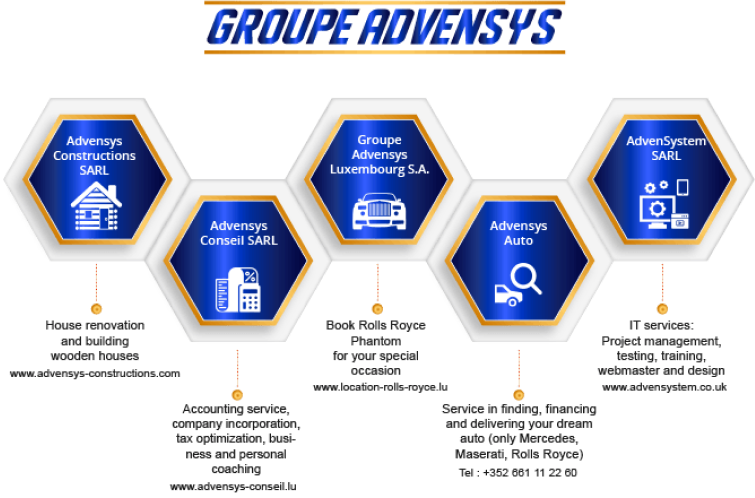 GROUPE ADVENSYS
Advensys
Constructions
SARL
House renovation
and building
wooden houses
www.advensys-constructions.com
Advensys
Conseil SARL
%
Accounting service,
company incorporation,
tax optimization, busi-
ness and personal
coaching
www.advensys-conseil.lu
Groupe
Advensys
Luxembourg S.A.
Book Rolls Royce
Phantom
for your special
occasion
www.location-rolls-royce.lu
Advensys
Auto
Service in finding, financing
and delivering your dream
auto (only Mercedes,
Maserati, Rolls Royce)
Tel : +352 661 11 22 60
AdvenSystem
SARL
IT services:
Project management,
testing, training,
webmaster and design
www.advensystem.co.uk